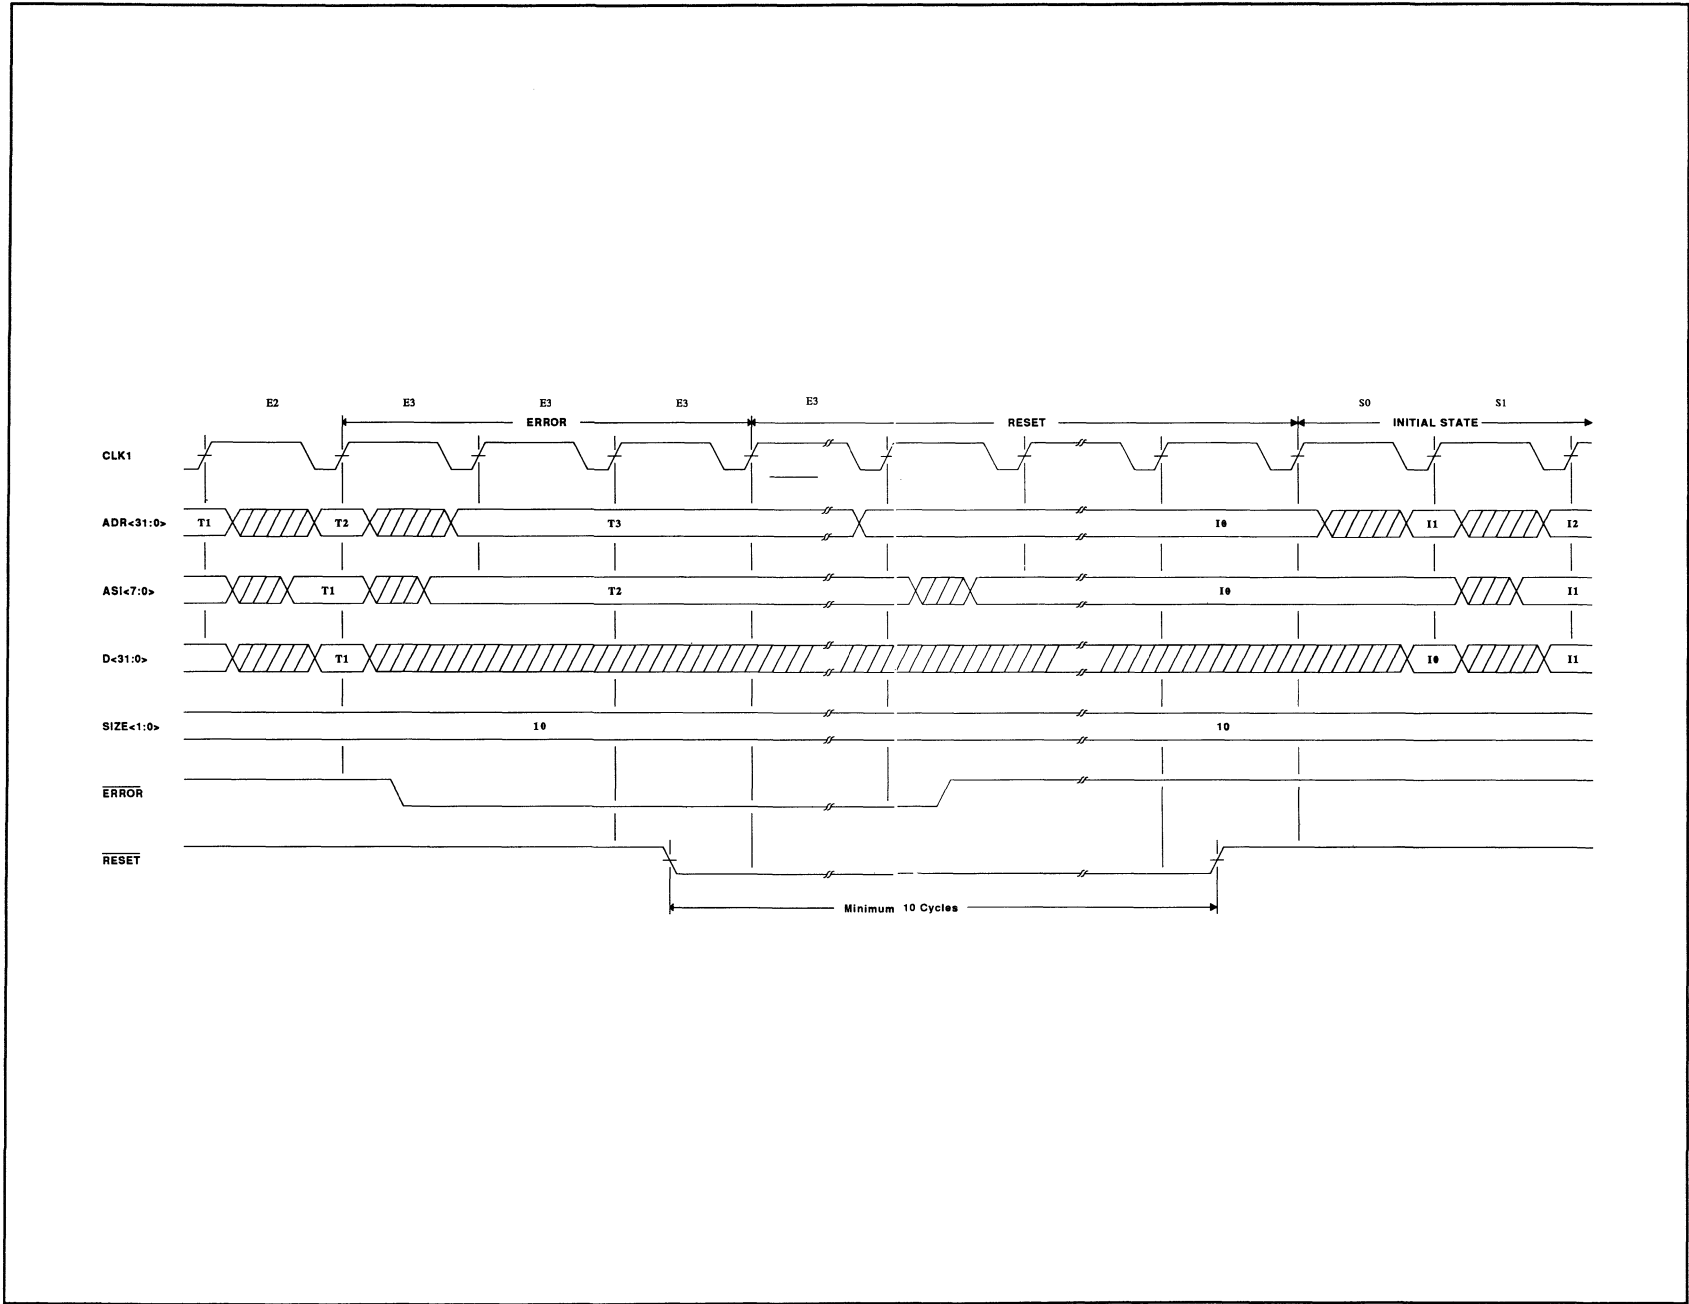 E2 E3 E3 E3 E3 S0 S1
ERROR RESET INITIAL STATE
CLK1
ADR<31:0> T1 T2 T3 I0 I1 I2
ASI<7:0> T1 T2 I0 I1
D<31:0> T1 I0 I1
SIZE<1:0> 10 10
ERROR
RESET
Minimum 10 Cycles